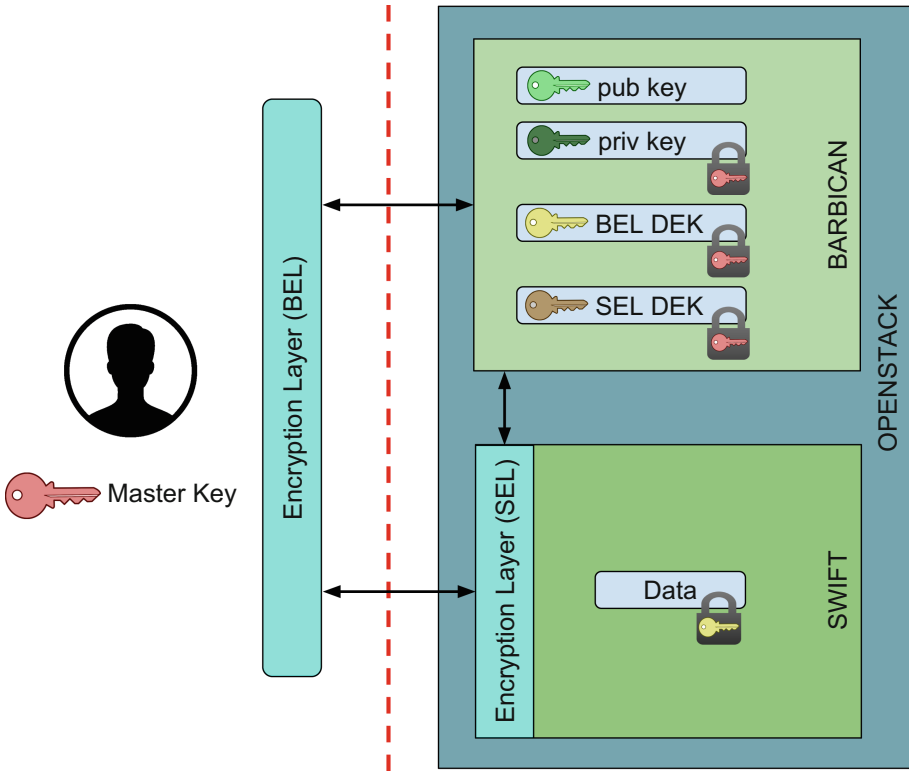 pub key
priv key
BEL DEK
SEL DEK
BARBICAN
OPENSTACK
Encryption Layer (BEL)
Master Key
Encryption Layer (SEL)
Data
SWIFT